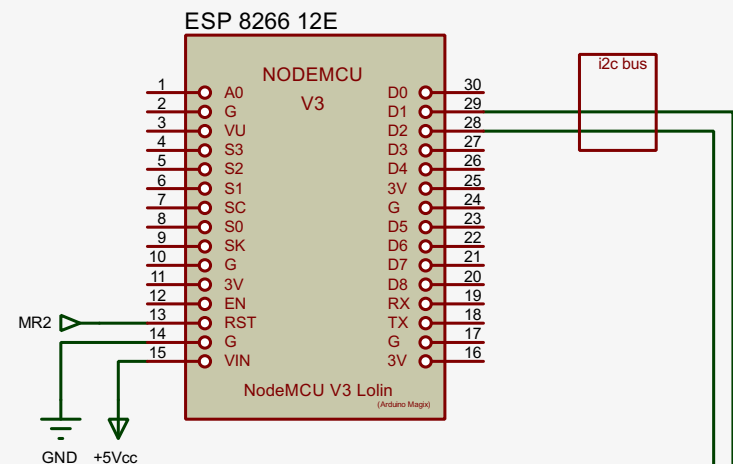 ESP 8266 12E
NODEMCU
V3
i2c bus
1 A0 D0 30
2 G D1 29
3 VU D2 28
4 S3 D3 27
5 S2 D4 26
6 S1 3V 25
7 SC G 24
8 S0 D5 23
9 SK D6 22
10 G D7 21
11 3V D8 20
12 EN RX 19
MR2 13 RST TX 18
14 G G 17
15 VIN 3V 16
NodeMCU V3 Lolin
(Arduino Magix)
GND +5Vcc